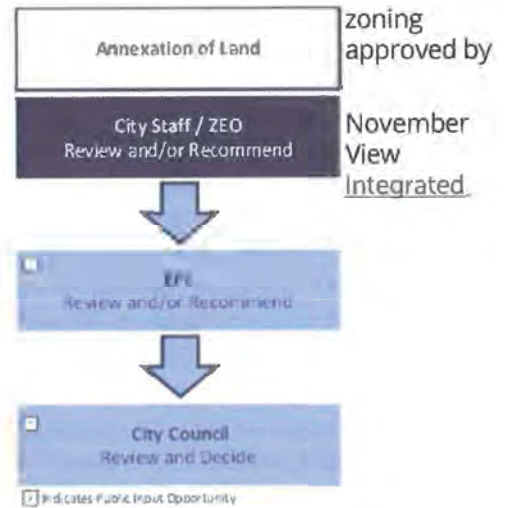 Annexation of Land
City Staff / ZEO
Review and/or Recommend
EPC
Review and/or Recommend
City Council
Review and Decide
Indicates Public Input Opportunity
zoning
approved by
November
View
Integrated